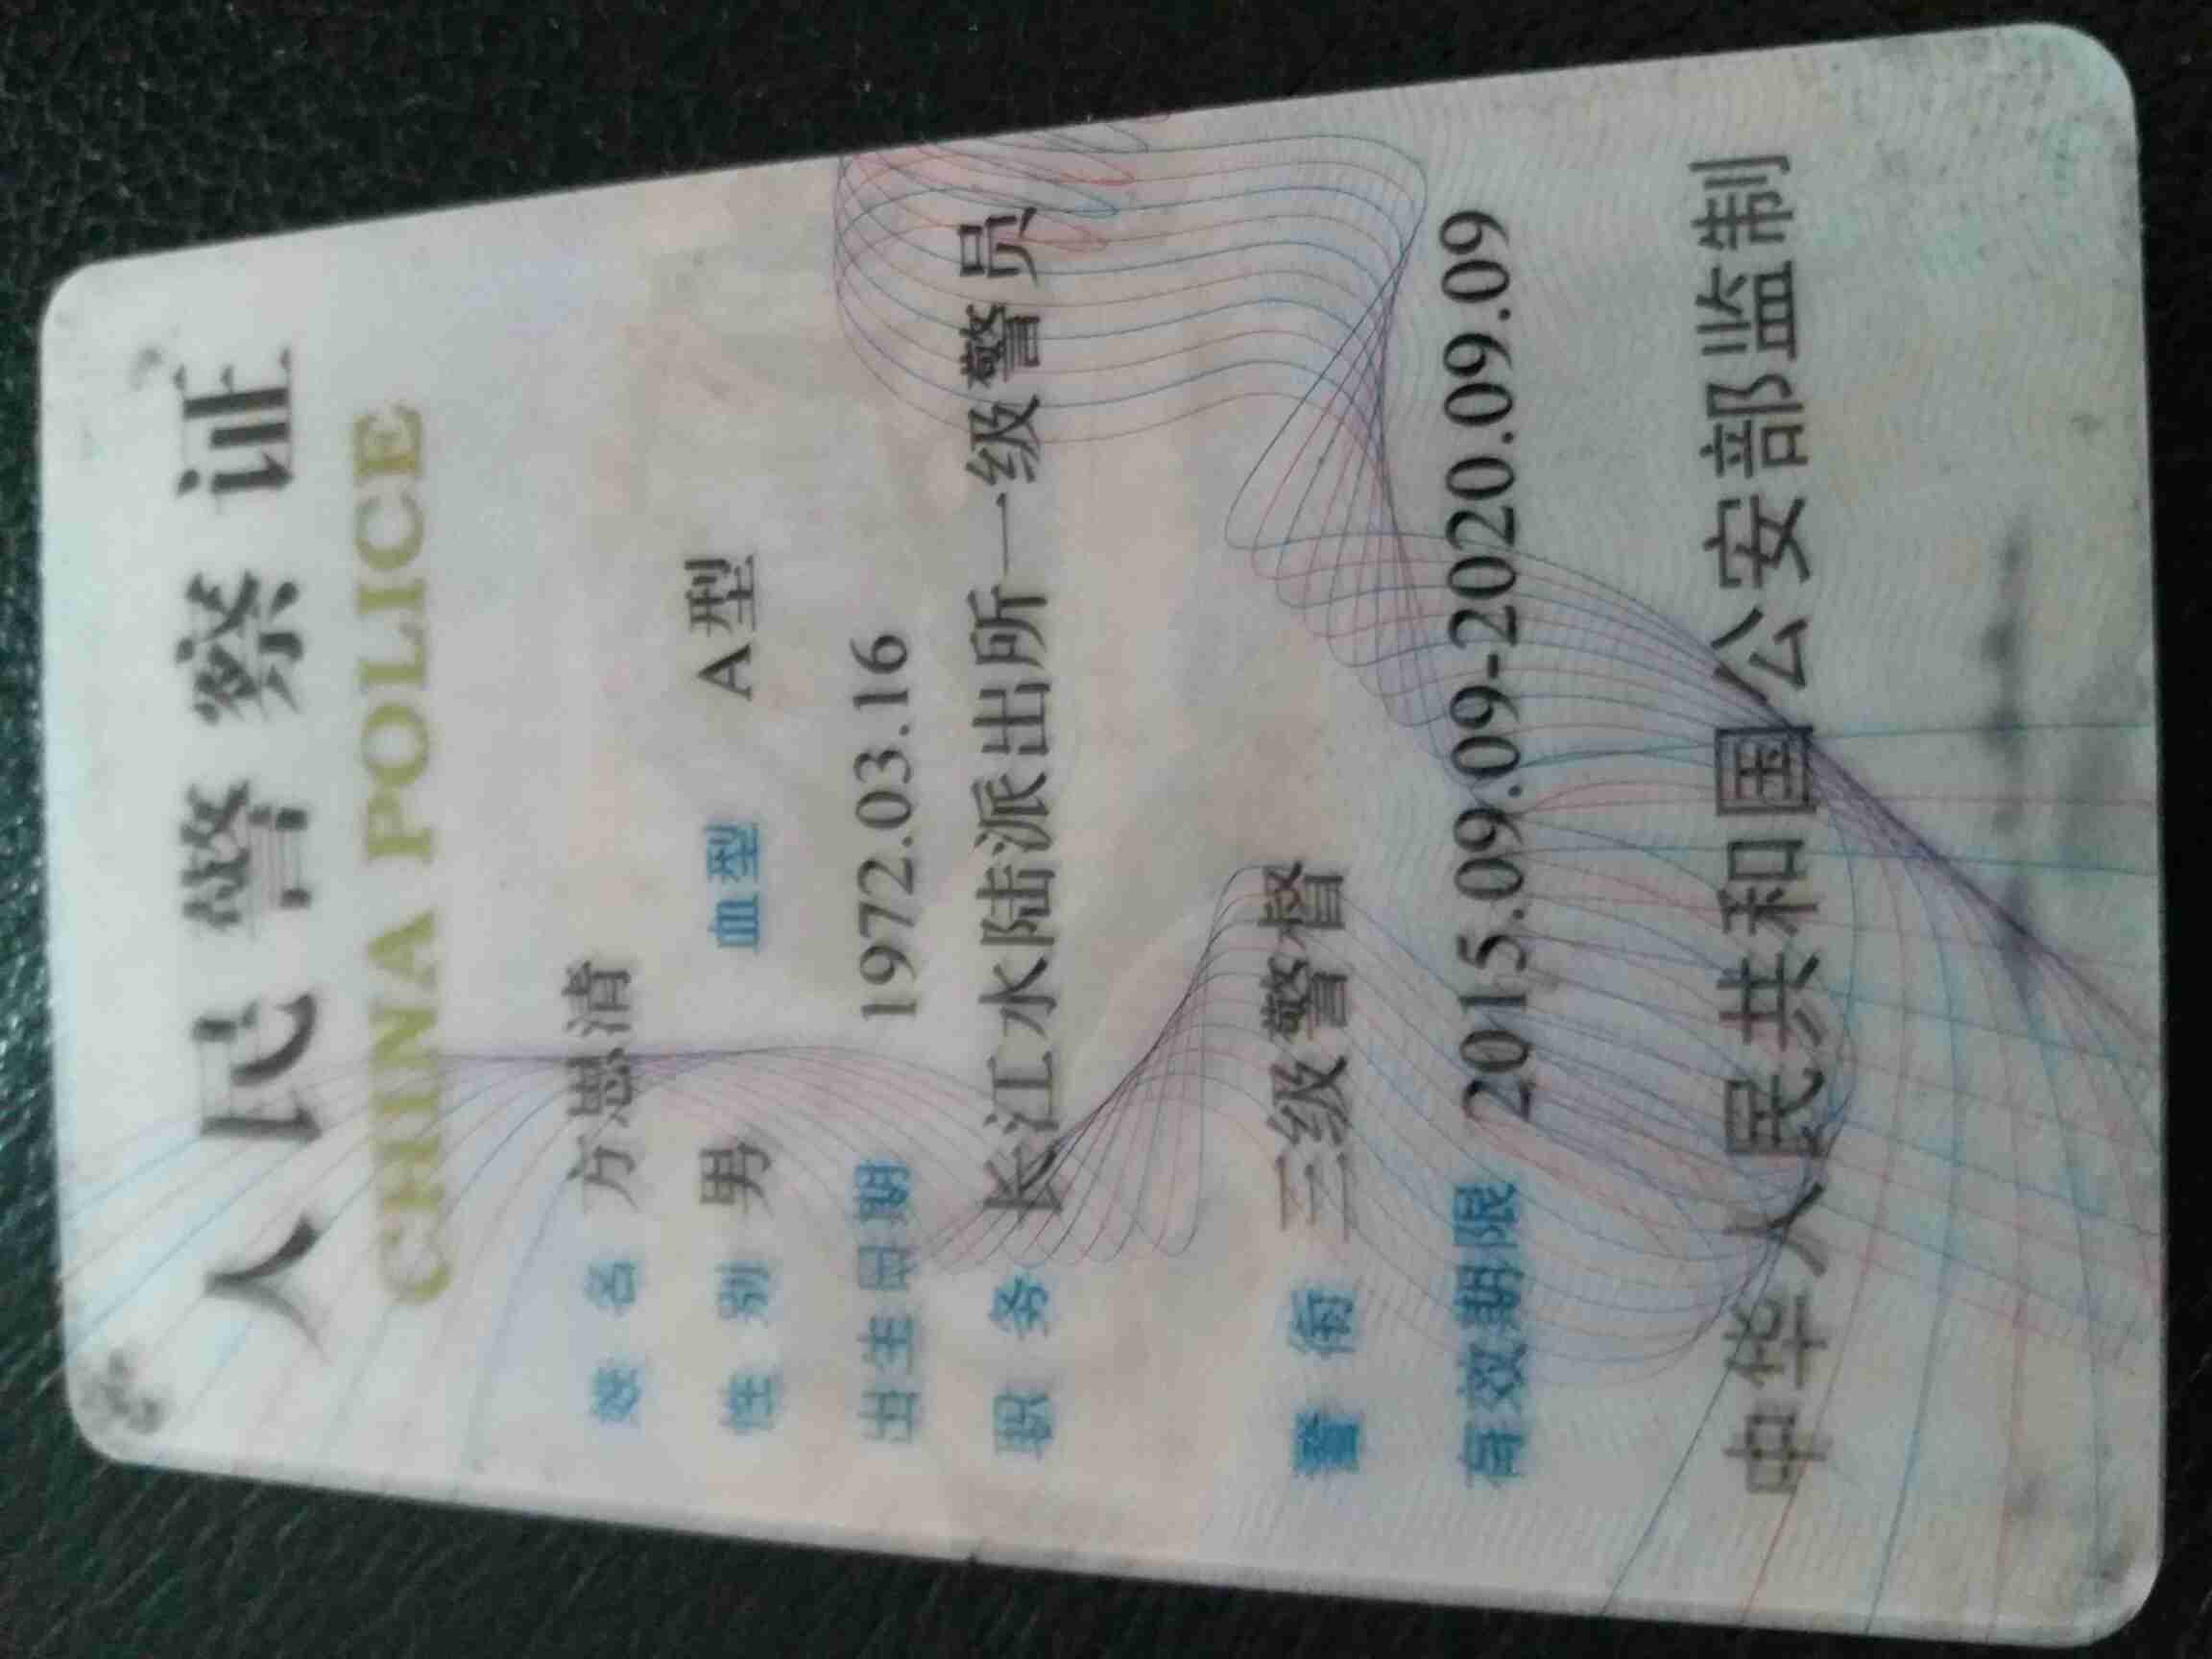 人民警察证
CHINA POLICE
姓名 方思清
性别 男 血型 A型
出生日期 1972.03.16
职务 长江水陆派出所一级警员
警衔 三级警督
有效期限 2015.09.09-2020.09.09
中华人民共和国公安部监制